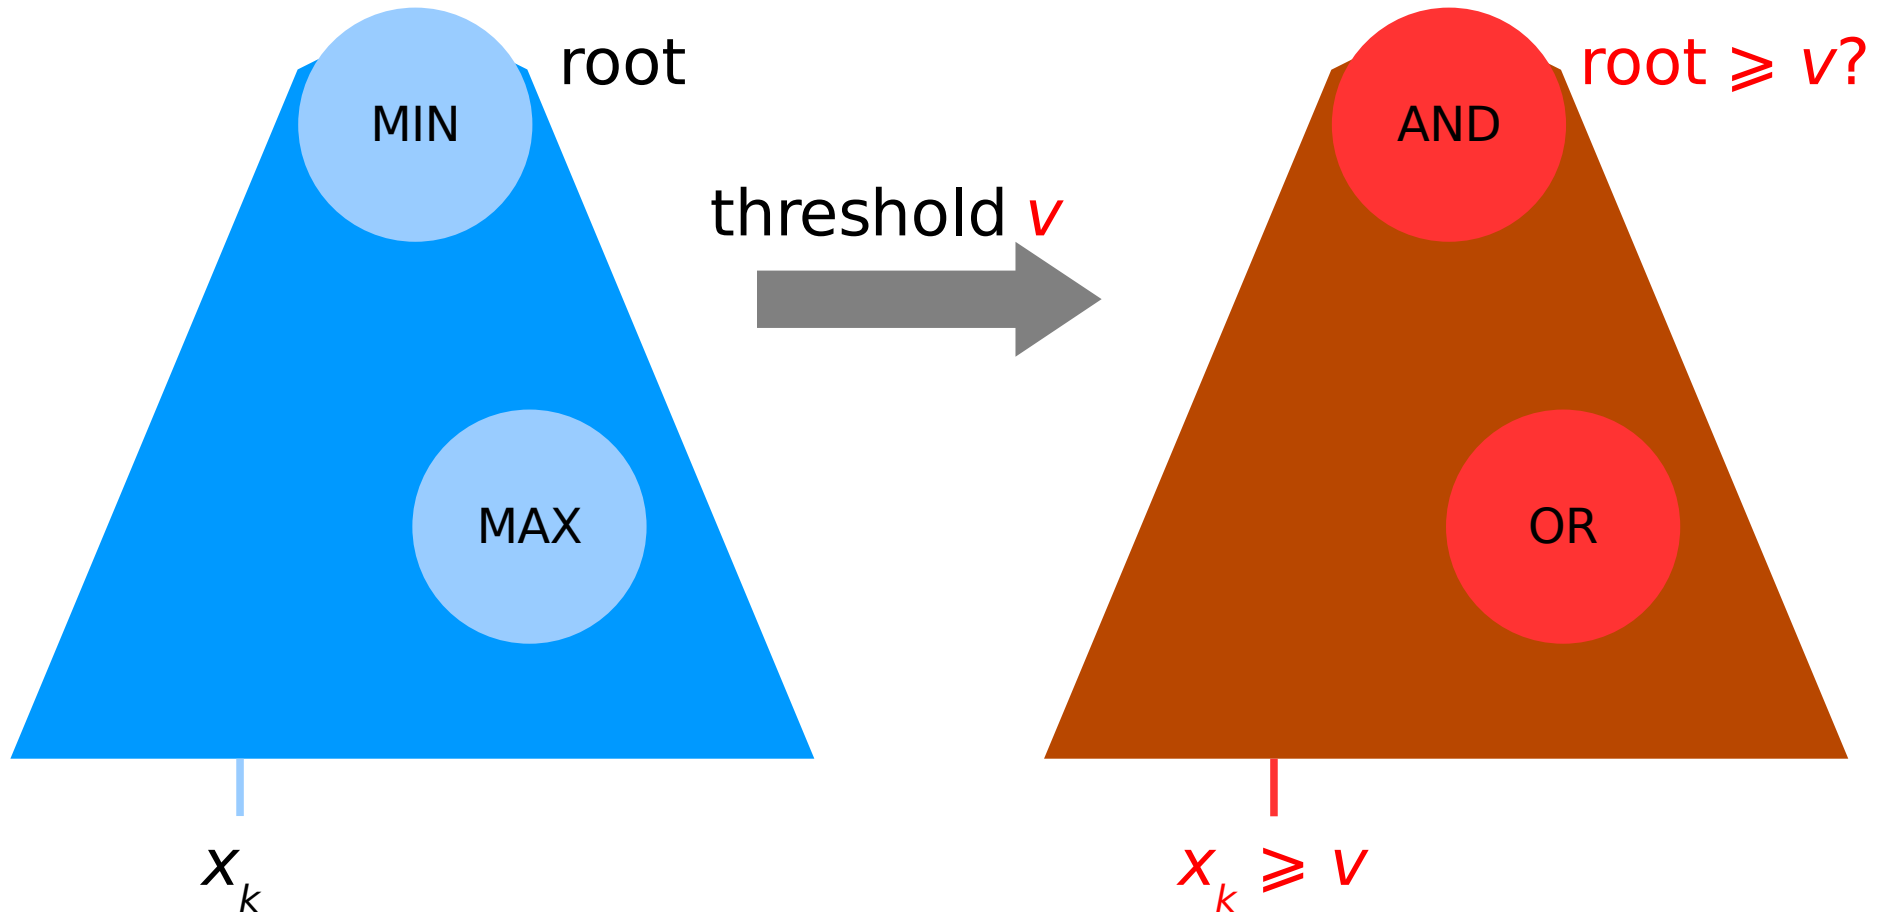 root
MIN
threshold v
MAX
x_k
root ⩾ v?
AND
OR
x_k ⩾ v